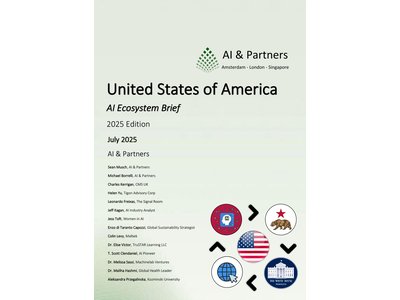 AI & Partners
Amsterdam - London - Singapore
United States of America
AI Ecosystem Brief
2025 Edition
July 2025
AI & Partners
Sean Musch, AI & Partners
Michael Borrelli, AI & Partners
Charles Kerrigan, CMS UK
Helen Yu, Tigon Advisory Corp
Leonardo Freixas, The Signal Room
Jeff Kagan, AI Industry Analyst
Jess Tuft, Women in AI
Enzo di Taranto Capozzi, Global Sustainability Strategist
Colin Levy, Malbek
Dr. Elise Victor, TruSTAR Learning LLC
T. Scott Clendaniel, AI Pioneer
Dr. Melissa Sassi, Machinelab Ventures
Dr. Maliha Hashmi, Global Health Leader
Aleksandra Przegalinska, Kozminski University